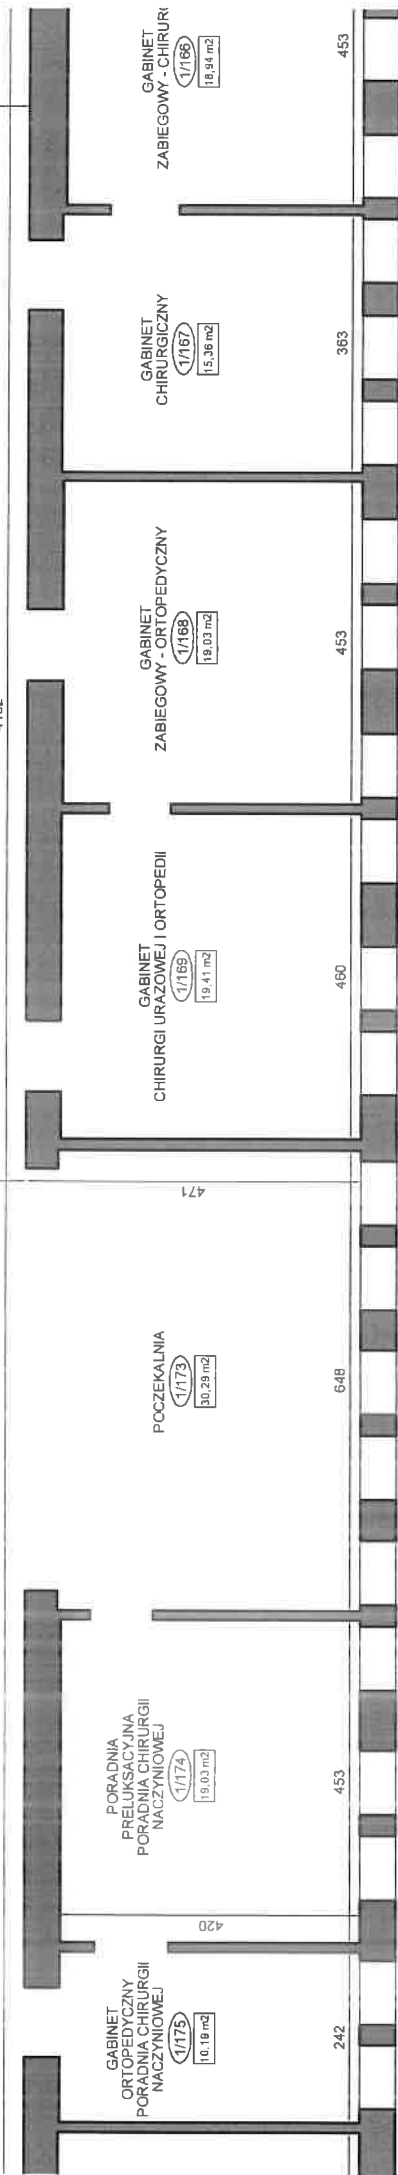 GABINET
ORTOPEDYCZNY
PORADNIA CHIRURGII
NACZYNIOWEJ
1/175
10,19 m2
242
420
PORADNIA
PRELUKSACYJNA
PORADNIA CHIRURGII
NACZYNIOWEJ
1/174
19,03 m2
453
POCZEKALNIA
1/173
30,29 m2
648
471
GABINET
CHIRURGI URAZOWEJ I ORTOPEDII
1/169
19,41 m2
460
GABINET
ZABIEGOWY - ORTOPEDYCZNY
1/168
19,03 m2
453
GABINET
CHIRURGICZNY
1/167
15,36 m2
363
GABINET
ZABIEGOWY - CHIRUR
1/166
18,94 m2
453